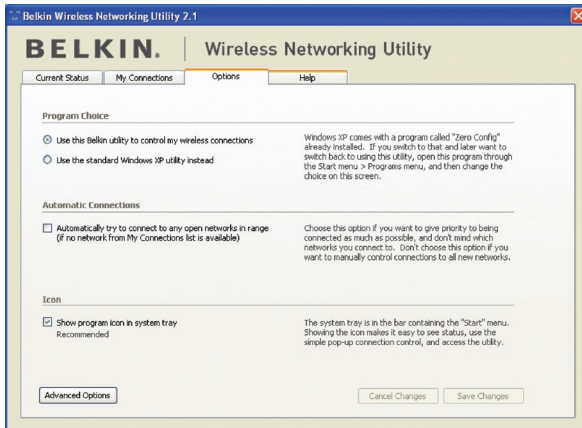 Belkin Wireless Networking Utility 2.1
BELKIN. Wireless Networking Utility
Current Status My Connections Options Help
Program Choice
Use this Belkin utility to control my wireless connections
Use the standard Windows XP utility instead
Windows XP comes with a program called "Zero Config"
already installed. If you switch to that and later want to
switch back to using this utility, open this program through
the Start menu > Programs menu, and then change the
choice on this screen.
Automatic Connections
Automatically try to connect to any open networks in range
(if no network from My Connections list is available)
Choose this option if you want to give priority to being
connected as much as possible, and don't mind which
networks you connect to. Don't choose this option if you
want to manually control connections to all new networks.
Icon
Show program icon in system tray
Recommended
The system tray is in the bar containing the "Start" menu.
Showing the icon makes it easy to see status, use the
simple pop-up connection control, and access the utility.
Advanced Options Cancel Changes Save Changes